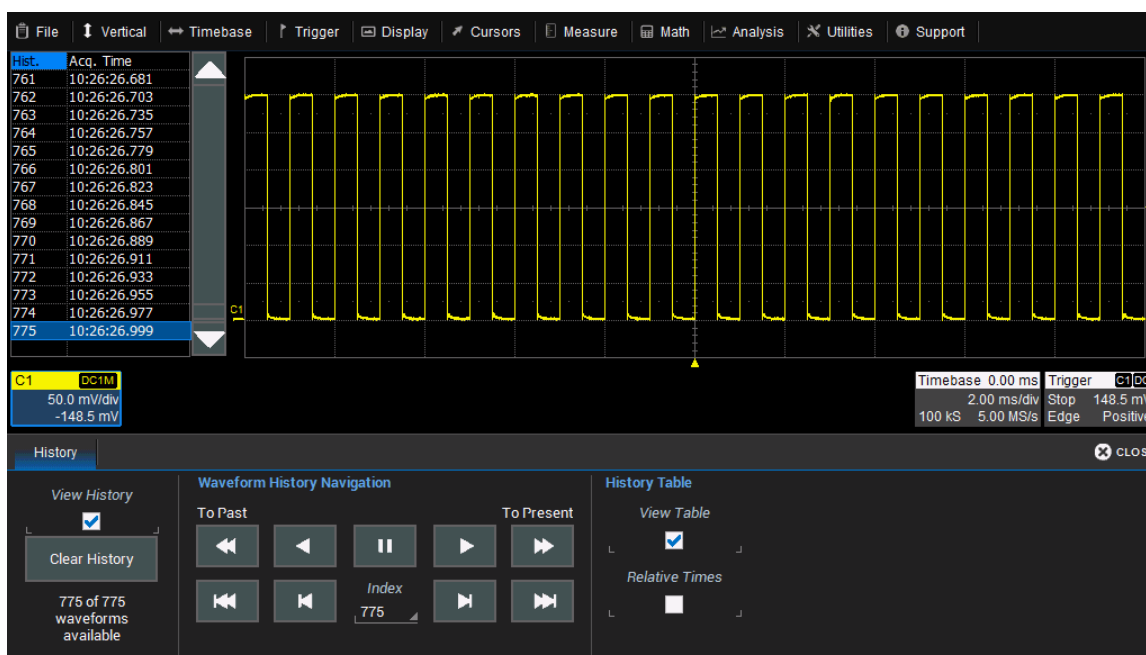 File Vertical Timebase Trigger Display Cursors Measure Math Analysis Utilities Support
Hist. Acq. Time
761 10:26:26.681
762 10:26:26.703
763 10:26:26.735
764 10:26:26.757
765 10:26:26.779
766 10:26:26.801
767 10:26:26.823
768 10:26:26.845
769 10:26:26.867
770 10:26:26.889
771 10:26:26.911
772 10:26:26.933
773 10:26:26.955
774 10:26:26.977
775 10:26:26.999
C1
C1 DC1M
50.0 mV/div
-148.5 mV
Timebase 0.00 ms
2.00 ms/div
100 kS 5.00 MS/s
Trigger C1 DC
Stop 148.5 mV
Edge Positive
History
CLOS
View History
Clear History
775 of 775
waveforms
available
Waveform History Navigation
To Past To Present
Index
775
History Table
View Table
Relative Times